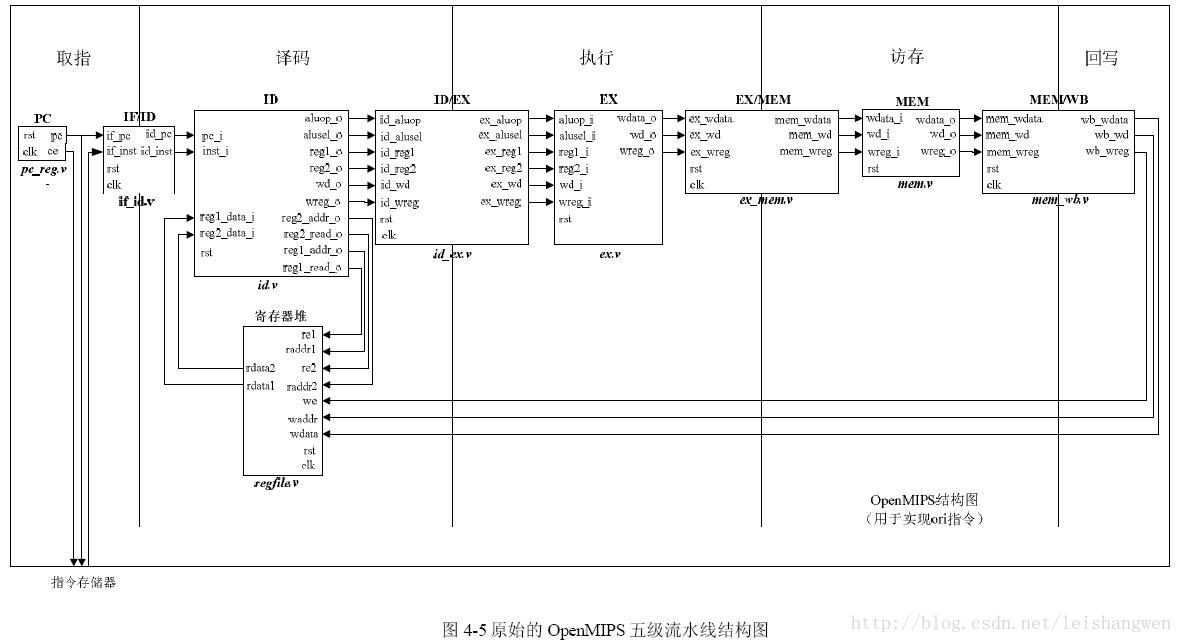 取指 译码 执行 访存 回写
PC
rst pc
clk ce
pc_reg.v
IF/ID
if_pc id_pc
if_inst id_inst
rst
clk
if_id.v
ID
aluop_o
pc_i alusel_o
inst_i reg1_o
reg2_o
wd_o
wreg_o
reg1_data_i reg2_addr_o
reg2_data_i reg2_read_o
rst reg1_addr_o
reg1_read_o
id.v
ID/EX
id_aluop ex_aluop
id_alusel ex_alusel
id_reg1 ex_reg1
id_reg2 ex_reg2
id_wd ex_wd
id_wreg ex_wreg
rst
clk
id_ex.v
EX
aluop_i wdata_o
alusel_i wd_o
reg1_i wreg_o
reg2_i
wd_i
wreg_i
rst
ex.v
EX/MEM
ex_wdata mem_wdata
ex_wd mem_wd
ex_wreg mem_wreg
rst
clk
ex_mem.v
MEM
wdata_i wdata_o
wd_i wd_o
wreg_i wreg_o
rst
mem.v
MEM/WB
mem_wdata wb_wdata
mem_wd wb_wd
mem_wreg wb_wreg
rst
clk
mem_wb.v
寄存器堆
re1
raddr1
rdata2 re2
rdata1 raddr2
we
waddr
wdata
rst
clk
regfile.v
OpenMIPS结构图
（用于实现ori指令）
指令存储器
图 4-5 原始的 OpenMIPS 五级流水线结构图
http://blog.csdn.net/leishangwen